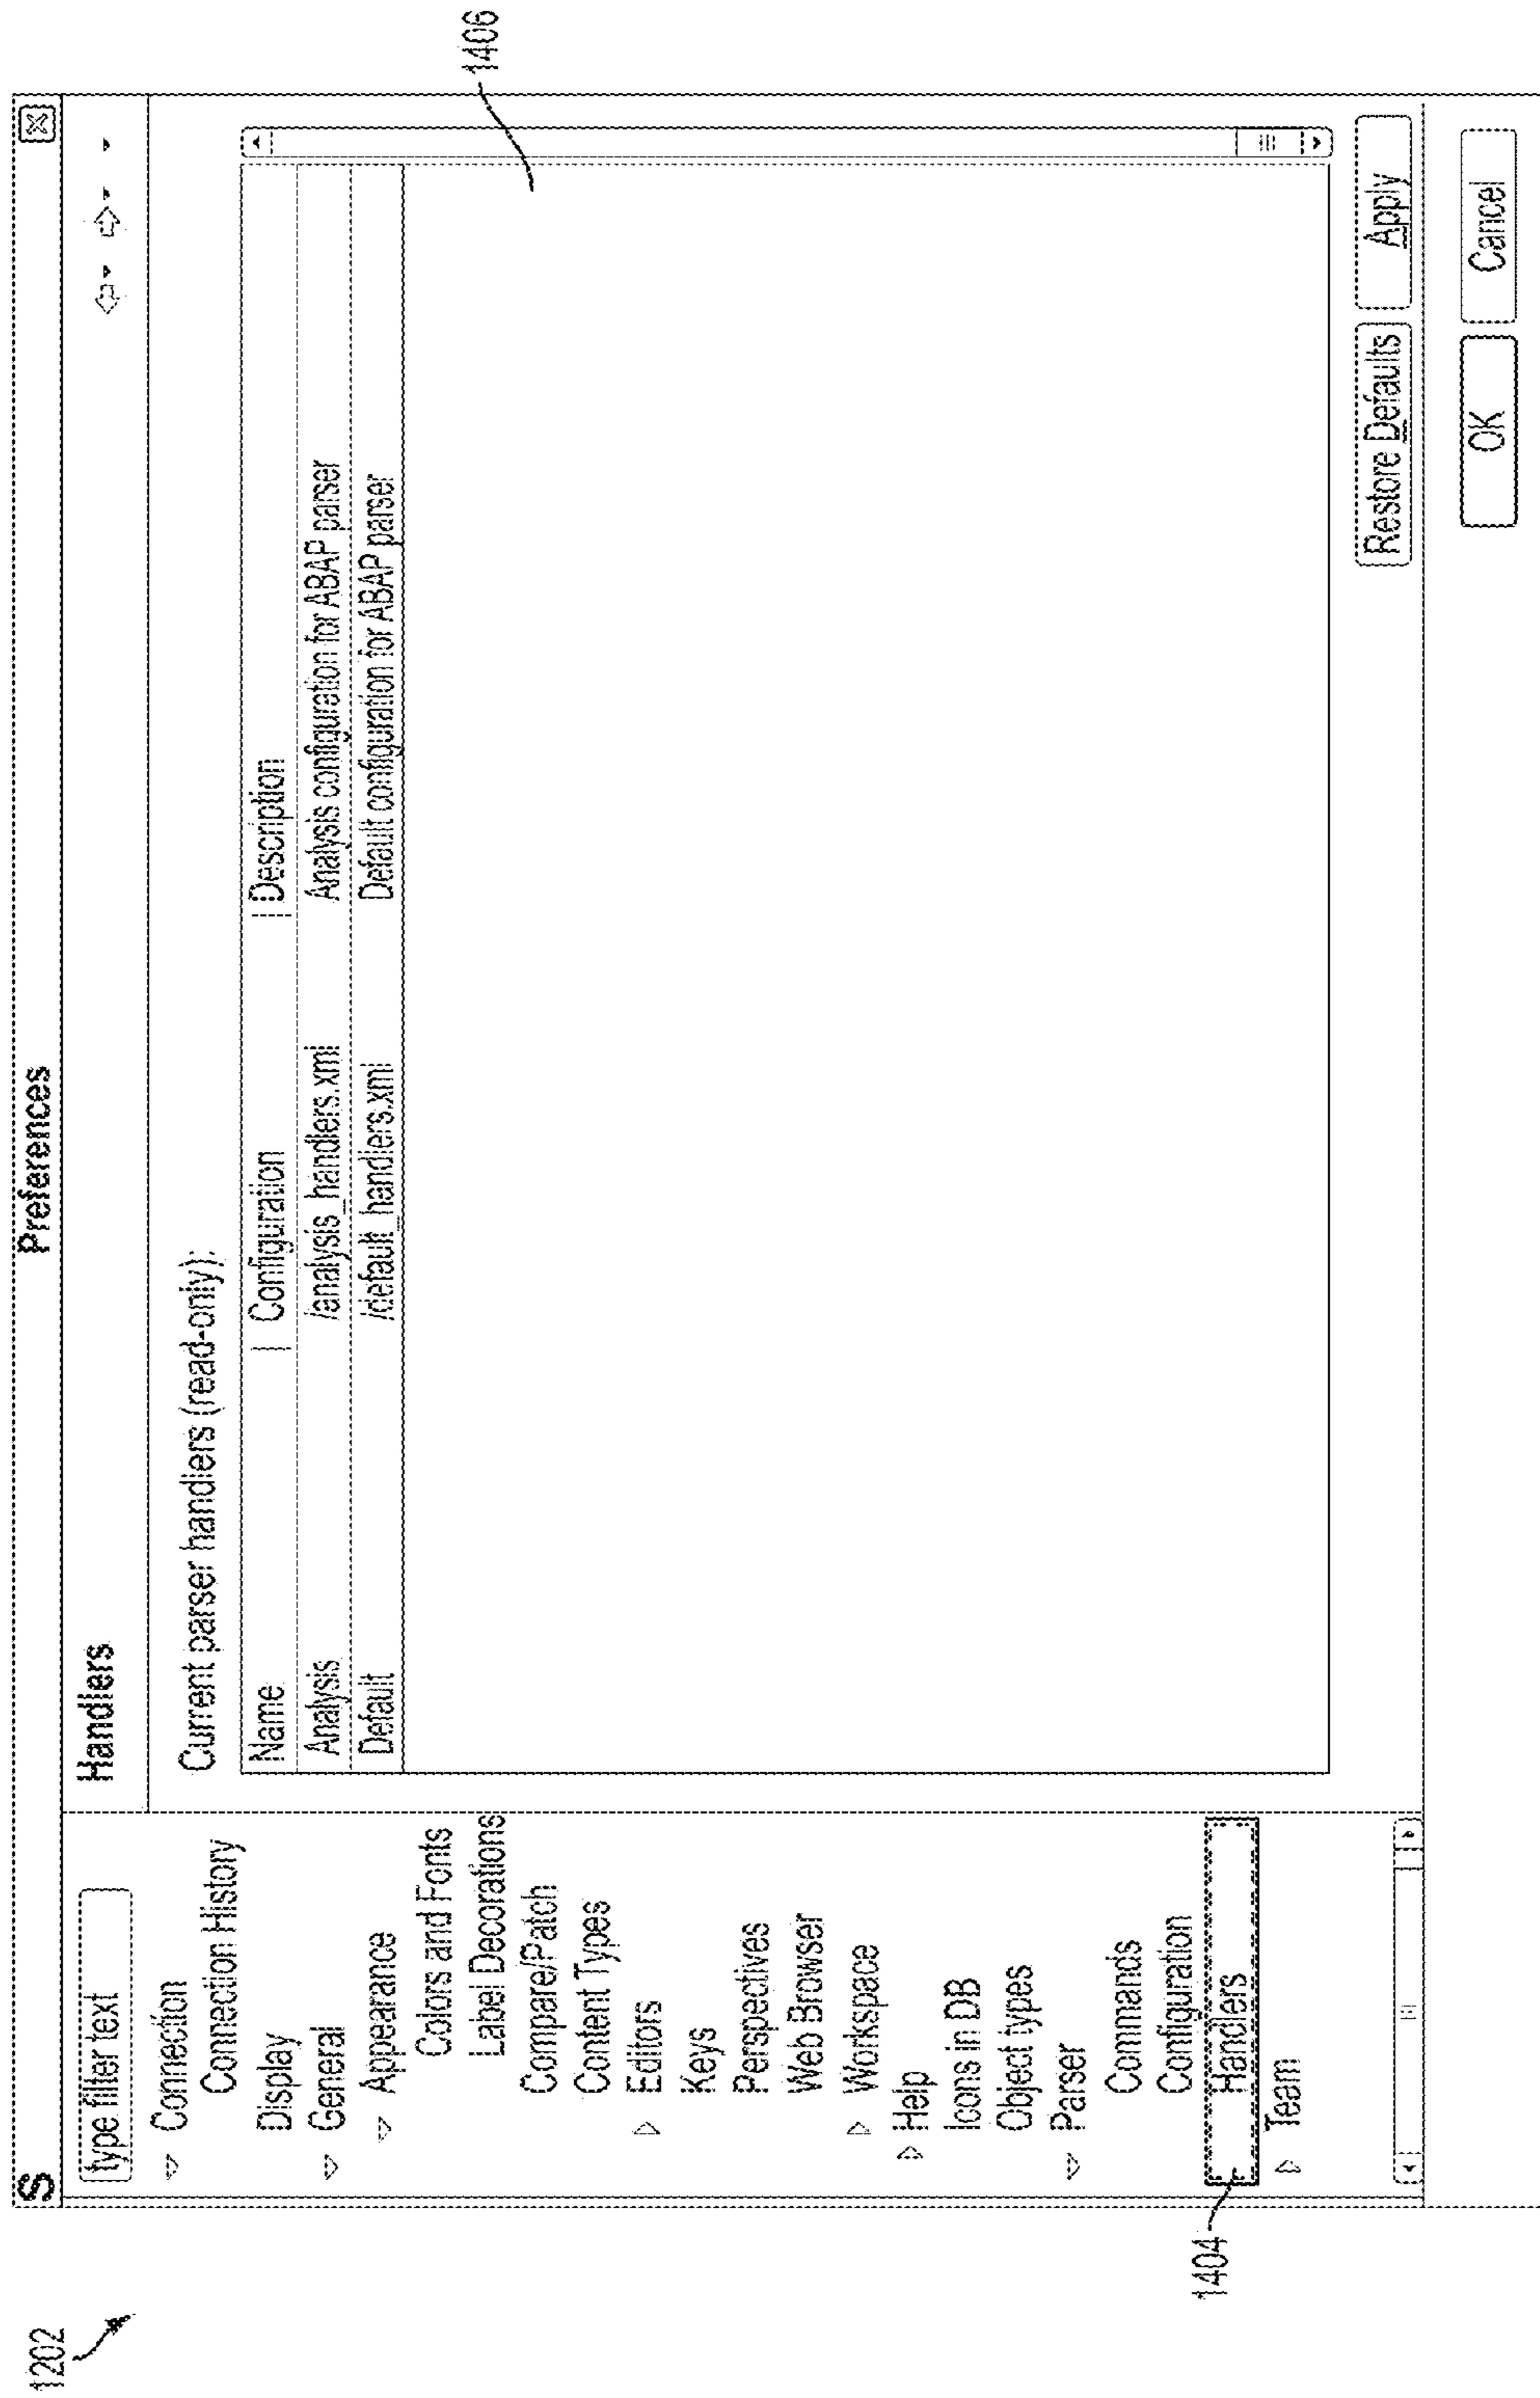 1202
S Preferences
type filter text
Connection
Connection History
Display
General
Appearance
Colors and Fonts
Label Decorations
Compare/Patch
Content Types
Editors
Keys
Perspectives
Web Browser
Workspace
Help
Icons in DB
Object types
Parser
Commands
Configuration
Handlers
Team
1404
Handlers
Current parser handlers (read-only):
Name Configuration Description
Analysis /analysis_handlers.xml Analysis configuration for ABAP parser
Default /default_handlers.xml Default configuration for ABAP parser
1406
Restore Defaults Apply
OK Cancel